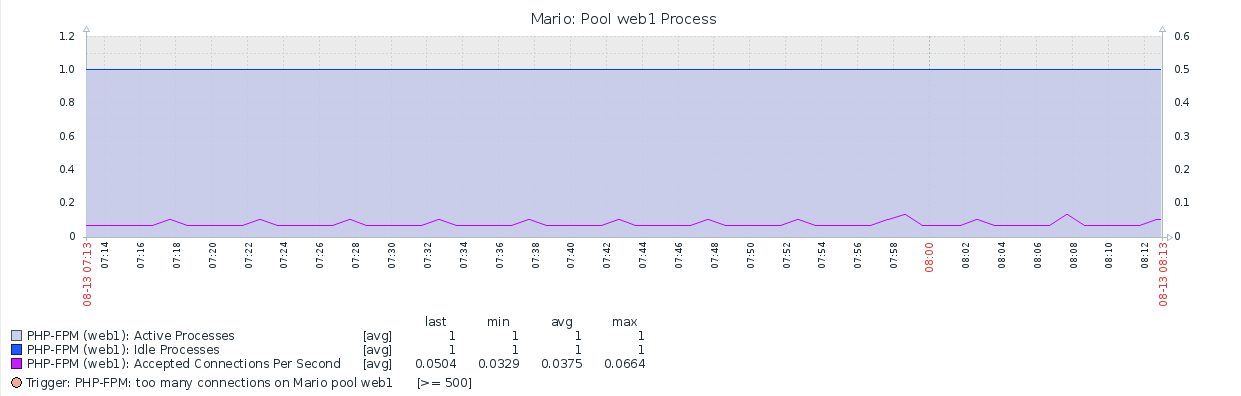 Mario: Pool web1 Process
1.2 0.6
1.0 0.5
0.8 0.4
0.6 0.3
0.4 0.2
0.2 0.1
0 0
08-13 07:13 07:14 07:16 07:18 07:20 07:22 07:24 07:26 07:28 07:30 07:32 07:34 07:36 07:38 07:40 07:42 07:44 07:46 07:48 07:50 07:52 07:54 07:56 07:58 08:00 08:02 08:04 08:06 08:08 08:10 08:12 08-13 08:13
last min avg max
PHP-FPM (web1): Active Processes [avg] 1 1 1 1
PHP-FPM (web1): Idle Processes [avg] 1 1 1 1
PHP-FPM (web1): Accepted Connections Per Second [avg] 0.0504 0.0329 0.0375 0.0664
Trigger: PHP-FPM: too many connections on Mario pool web1 [>= 500]